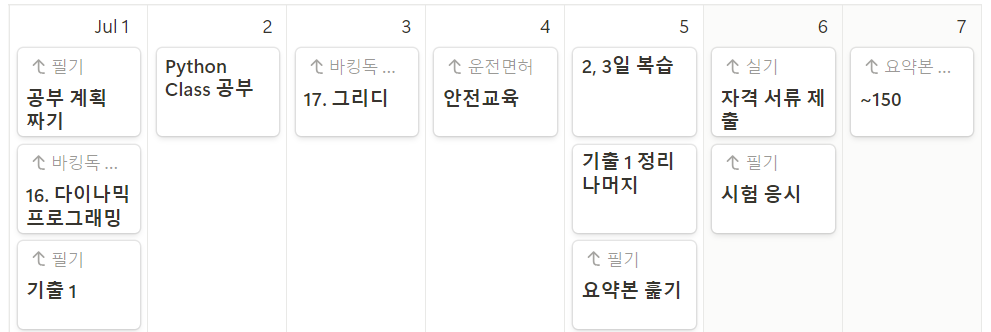 Jul 1
필기
공부 계획
짜기
바킹독 ...
16. 다이나믹
프로그래밍
필기
기출 1
2
Python
Class 공부
3
바킹독 ...
17. 그리디
4
운전면허
안전교육
5
2, 3일 복습
기출 1 정리
나머지
필기
요약본 훑기
6
실기
자격 서류 제
출
필기
시험 응시
7
요약본 ...
~150